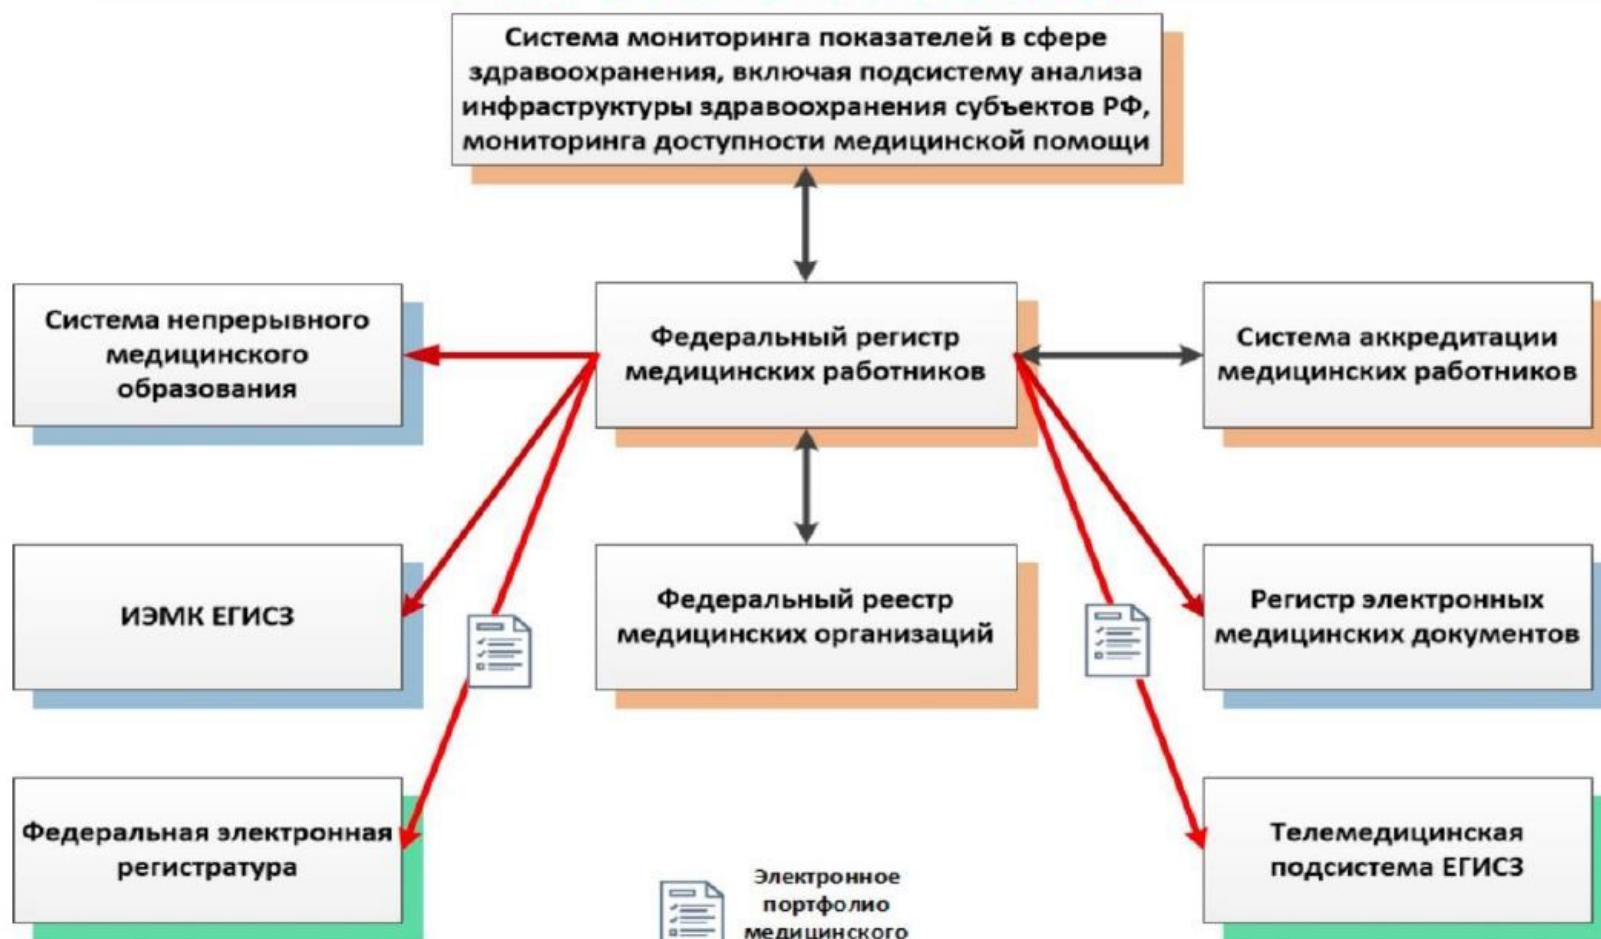 Система мониторинга показателей в сфере
здравоохранения, включая подсистему анализа
инфраструктуры здравоохранения субъектов РФ,
мониторинга доступности медицинской помощи
Система непрерывного
медицинского
образования
Федеральный регистр
медицинских работников
Система аккредитации
медицинских работников
ИЭМК ЕГИСЗ
Федеральный реестр
медицинских организаций
Регистр электронных
медицинских документов
Федеральная электронная
регистратура
Телемедицинская
подсистема ЕГИСЗ
Электронное
портфолио
медицинского